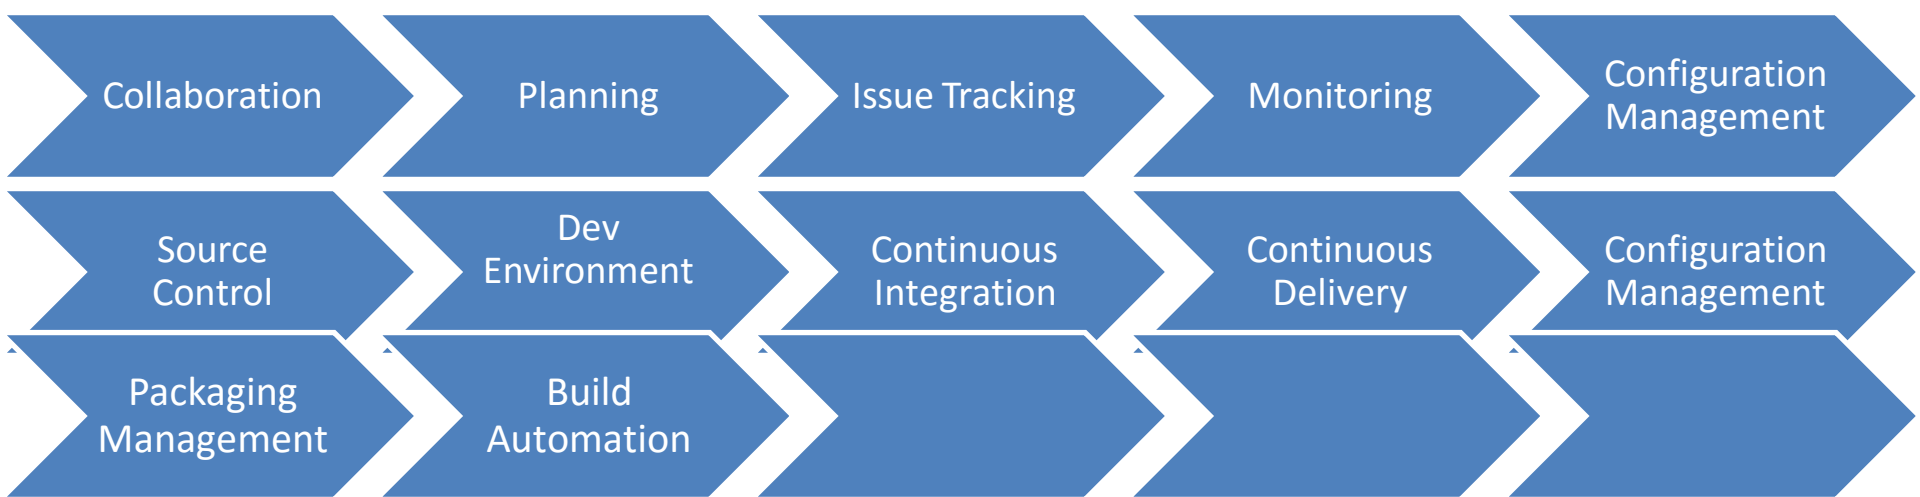 Collaboration
Planning
Issue Tracking
Monitoring
Configuration
Management
Source
Control
Dev
Environment
Continuous
Integration
Continuous
Delivery
Configuration
Management
Packaging
Management
Build
Automation